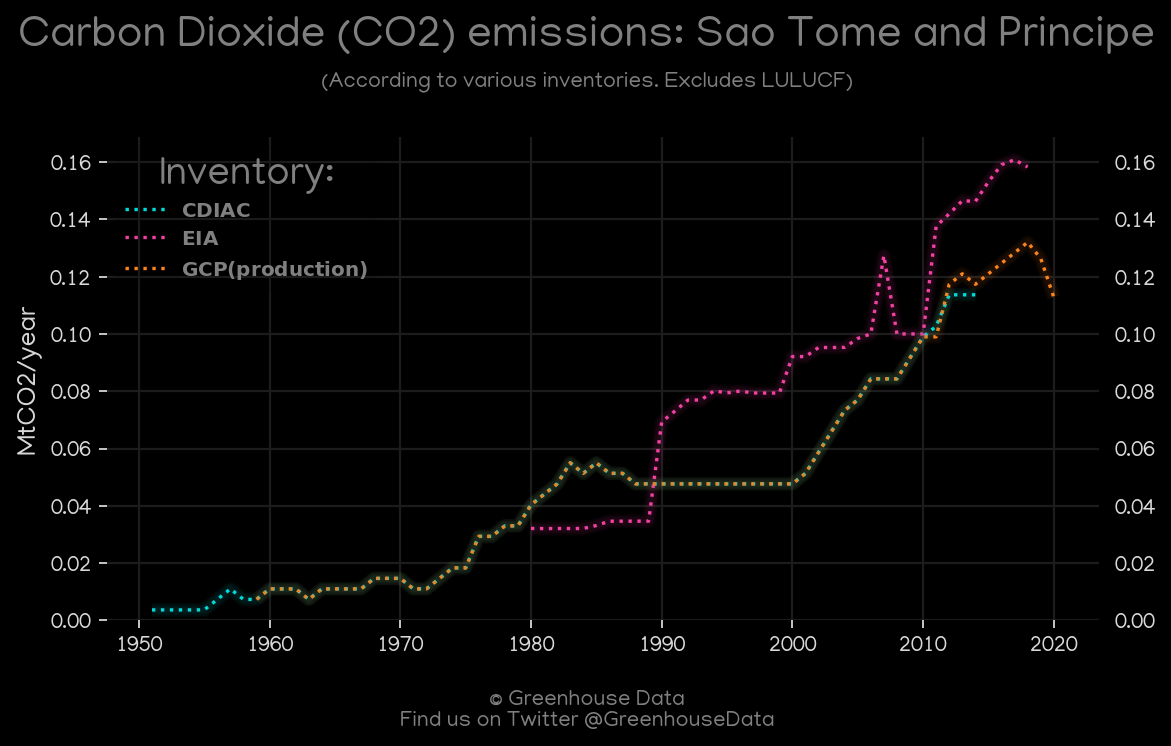 Carbon Dioxide (CO2) emissions: Sao Tome and Principe
(According to various inventories. Excludes LULUCF)
Inventory:
CDIAC
EIA
GCP(production)
MtCO2/year
0.16
0.14
0.12
0.10
0.08
0.06
0.04
0.02
0.00
0.16
0.14
0.12
0.10
0.08
0.06
0.04
0.02
0.00
1950 1960 1970 1980 1990 2000 2010 2020
© Greenhouse Data
Find us on Twitter @GreenhouseData